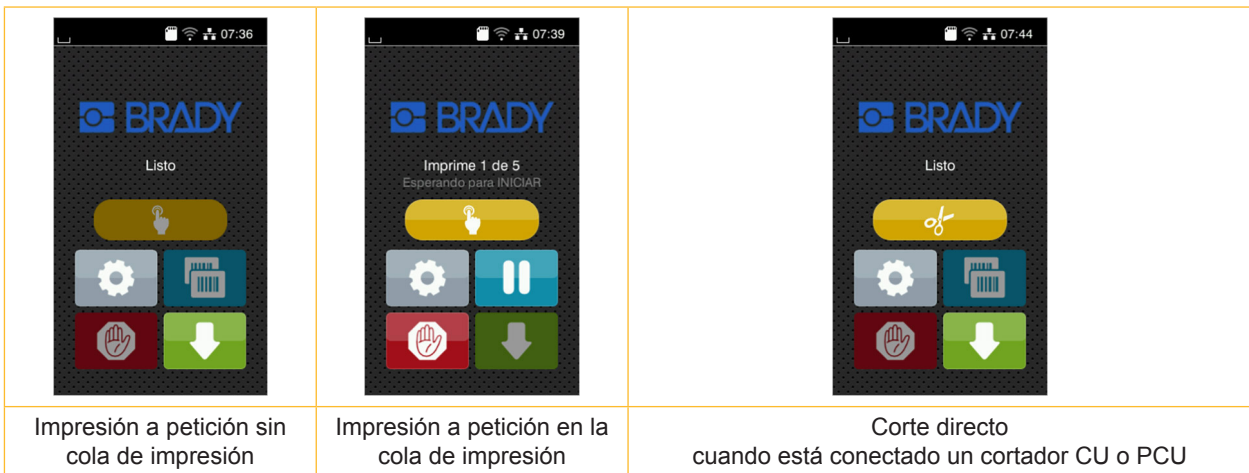 07:36
BRADY
Listo
Impresión a petición sin
cola de impresión
07:39
BRADY
Imprime 1 de 5
Esperando para INICIAR
Impresión a petición en la
cola de impresión
07:44
BRADY
Listo
Corte directo
cuando está conectado un cortador CU o PCU